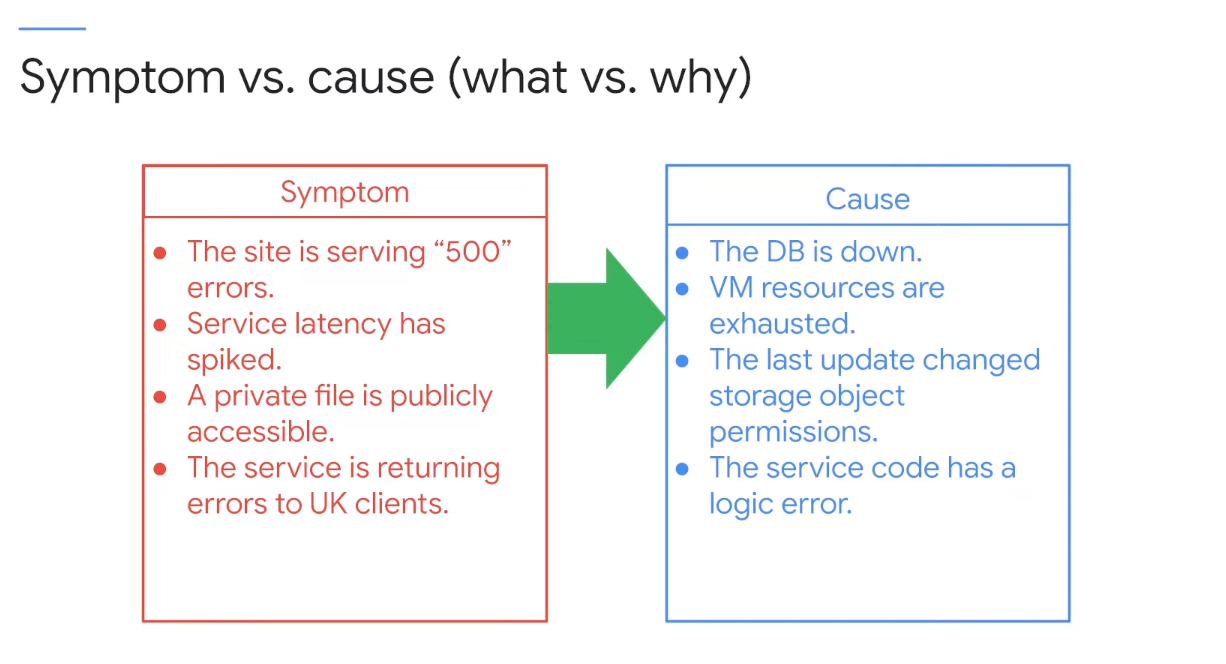 Symptom vs. cause (what vs. why)
Symptom
● The site is serving “500”
errors.
● Service latency has
spiked.
● A private file is publicly
accessible.
● The service is returning
errors to UK clients.
Cause
● The DB is down.
● VM resources are
exhausted.
● The last update changed
storage object
permissions.
● The service code has a
logic error.